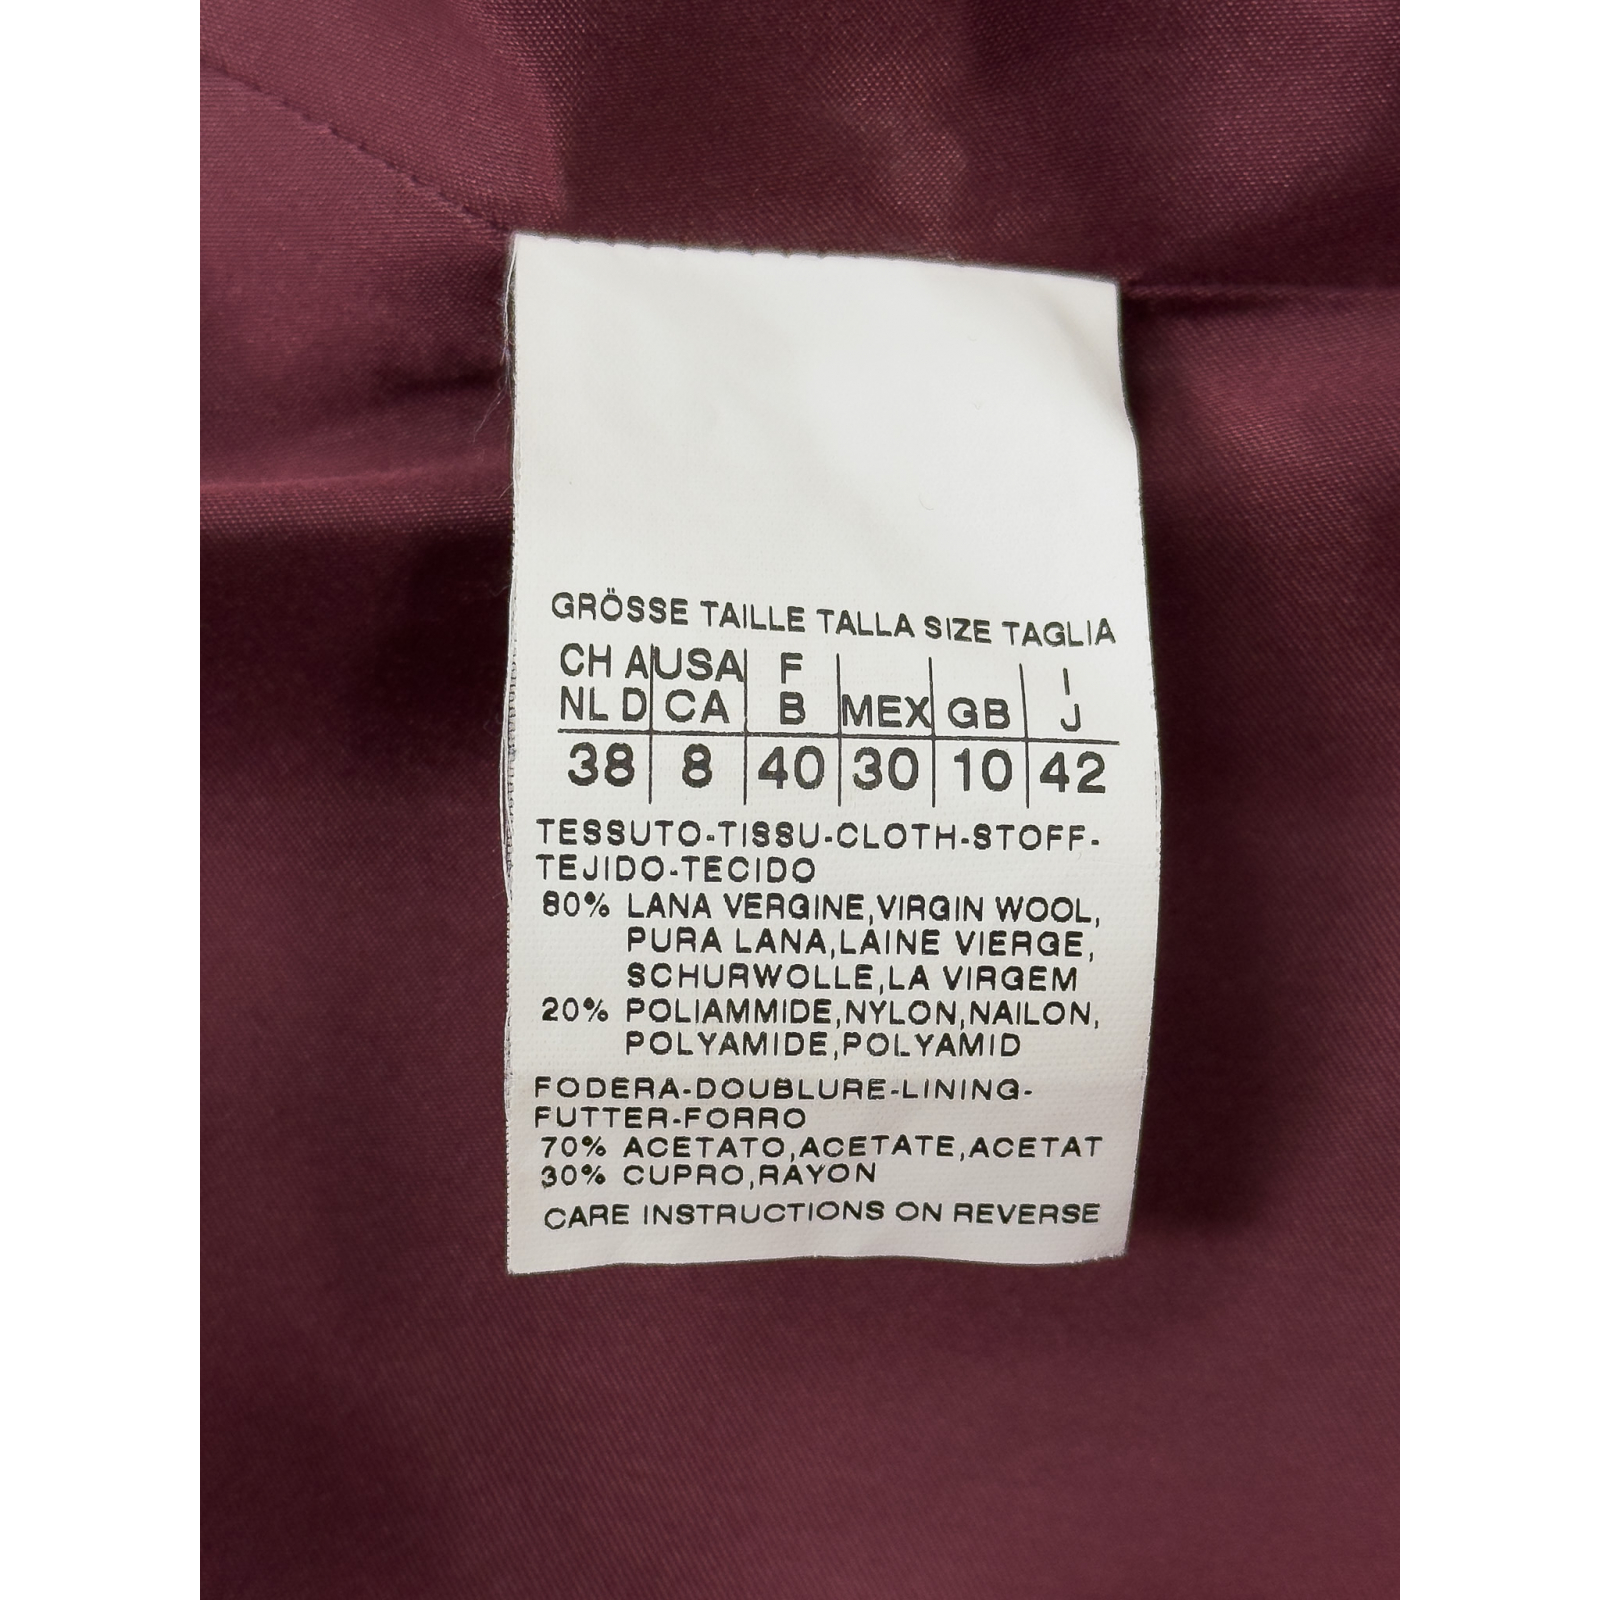 GRÖSSE TAILLE TALLA SIZE TAGLIA
CH A USA F I
NL D CA B MEX GB J
38 8 40 30 10 42
TESSUTO-TISSU-CLOTH-STOFF-
TEJIDO-TECIDO
80% LANA VERGINE,VIRGIN WOOL,
PURA LANA,LAINE VIERGE,
SCHURWOLLE,LA VIRGEM
20% POLIAMMIDE,NYLON,NAILON,
POLYAMIDE,POLYAMID
FODERA-DOUBLURE-LINING-
FUTTER-FORRO
70% ACETATO,ACETATE,ACETAT
30% CUPRO,RAYON
CARE INSTRUCTIONS ON REVERSE